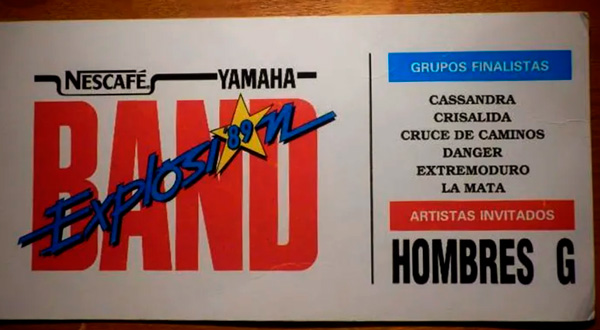 NESCAFÉ YAMAHA
BAND
Explosión '89
GRUPOS FINALISTAS
CASSANDRA
CRISALIDA
CRUCE DE CAMINOS
DANGER
EXTREMODURO
LA MATA
ARTISTAS INVITADOS
HOMBRES G